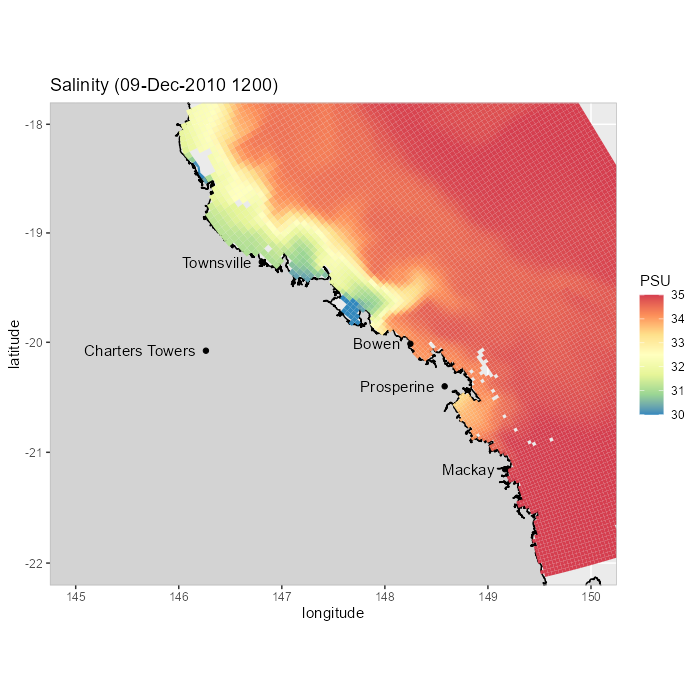 Salinity (09-Dec-2010 1200)
-18
-19
Townsville
PSU
35
34
33
32
31
30
-20
latitude
Charters Towers
Bowen
Prosperine
-21
Mackay
-22
145
146
147
148
149
150
longitude